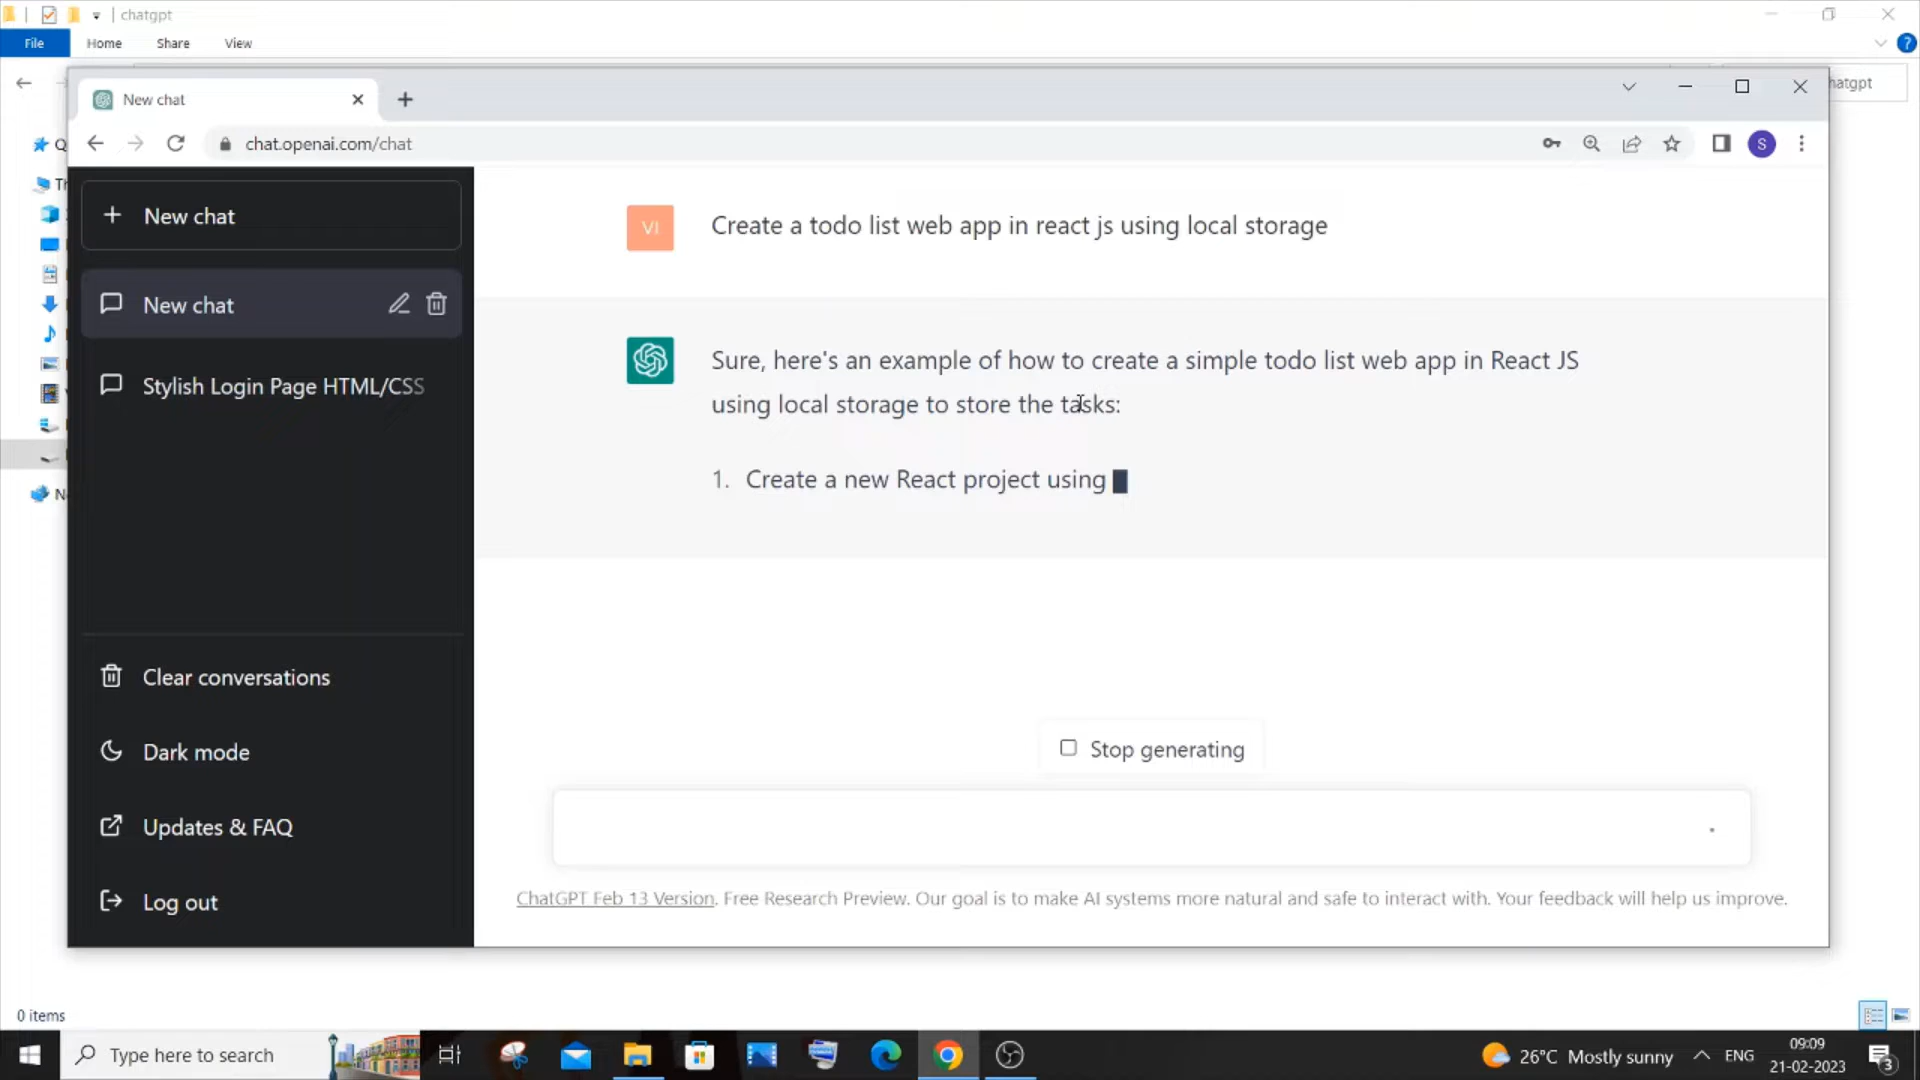 chatgpt
File Home Share View
hatgpt
New chat
chat.openai.com/chat
S
Q
Th
N
New chat
New chat
Stylish Login Page HTML/CSS
Clear conversations
Dark mode
Updates & FAQ
Log out
VI
Create a todo list web app in react js using local storage
Sure, here's an example of how to create a simple todo list web app in React JS
using local storage to store the tasks:
1. Create a new React project using
Stop generating
ChatGPT Feb 13 Version. Free Research Preview. Our goal is to make AI systems more natural and safe to interact with. Your feedback will help us improve.
0 items
Type here to search
26°C Mostly sunny
ENG
09:09
21-02-2023
3